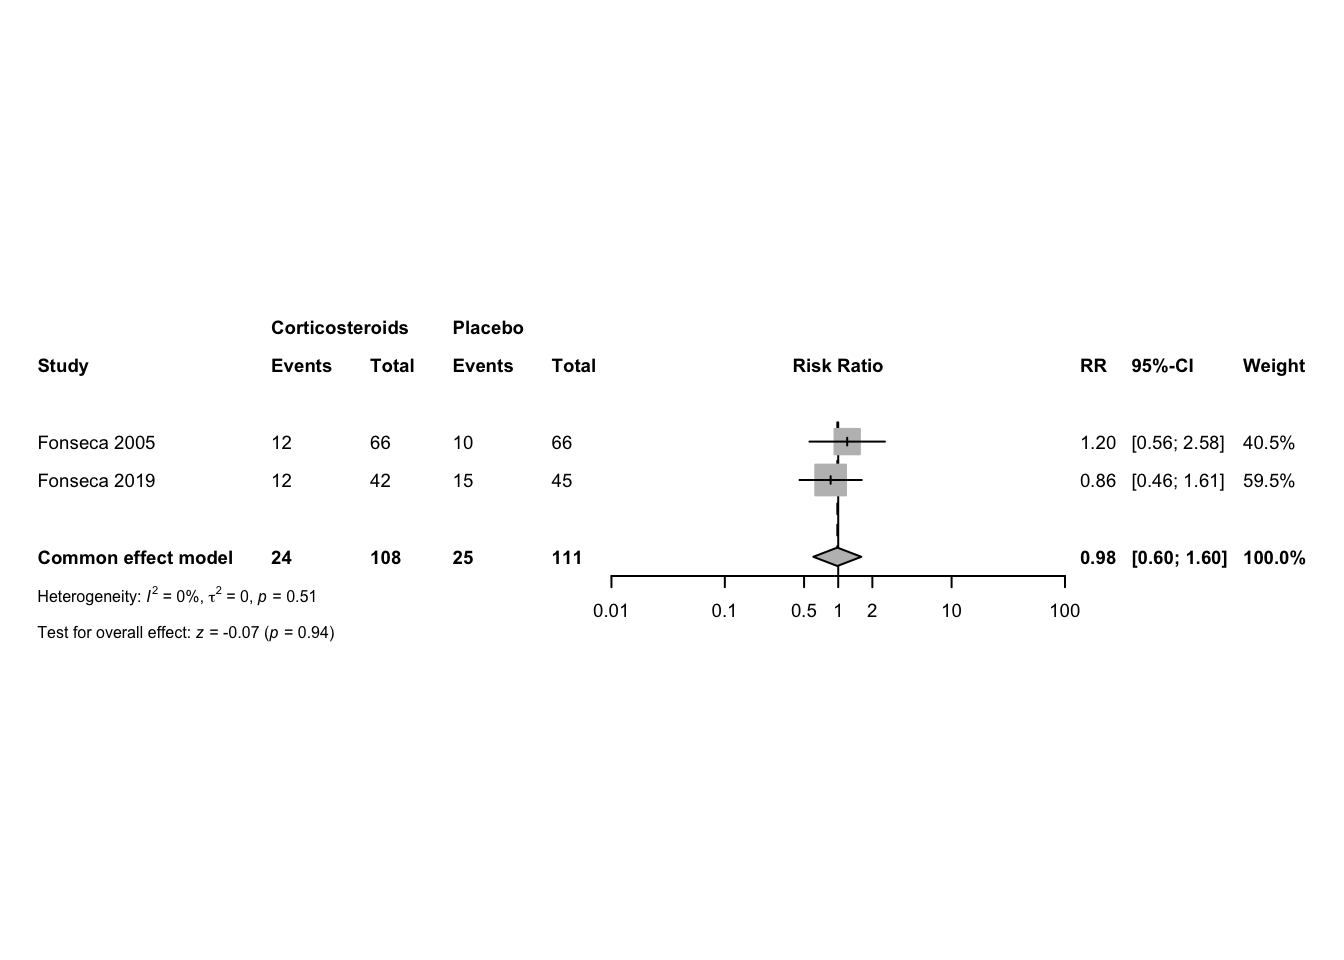 Corticosteroids Placebo
Study Events Total Events Total Risk Ratio RR 95%-CI Weight
Fonseca 2005 12 66 10 66 1.20 [0.56; 2.58] 40.5%
Fonseca 2019 12 42 15 45 0.86 [0.46; 1.61] 59.5%
Common effect model 24 108 25 111 0.98 [0.60; 1.60] 100.0%
Heterogeneity: I² = 0%, τ² = 0, p = 0.51
0.01 0.1 0.5 1 2 10 100
Test for overall effect: z = -0.07 (p = 0.94)